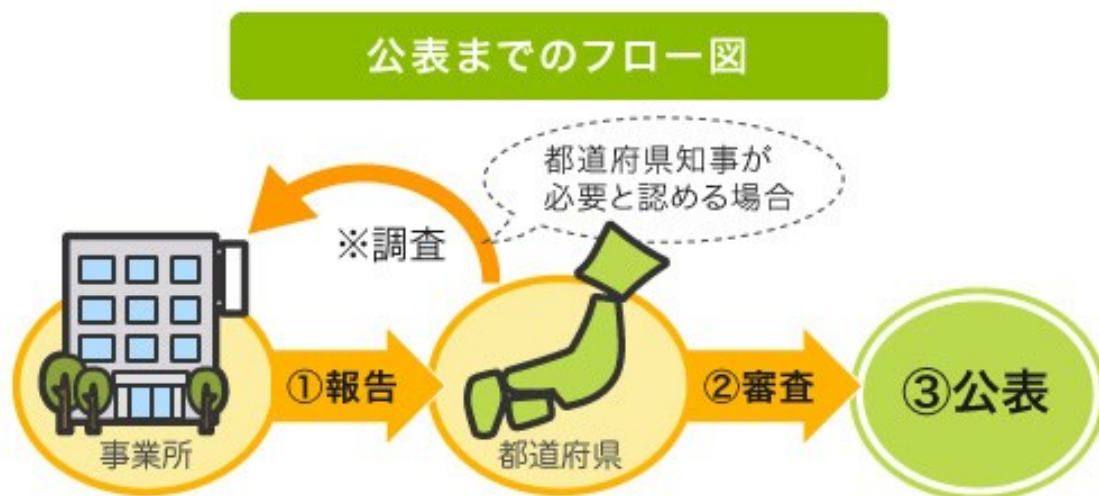 公表までのフロー図
都道府県知事が
必要と認める場合
※調査
①報告
②審査
③公表
事業所
都道府県